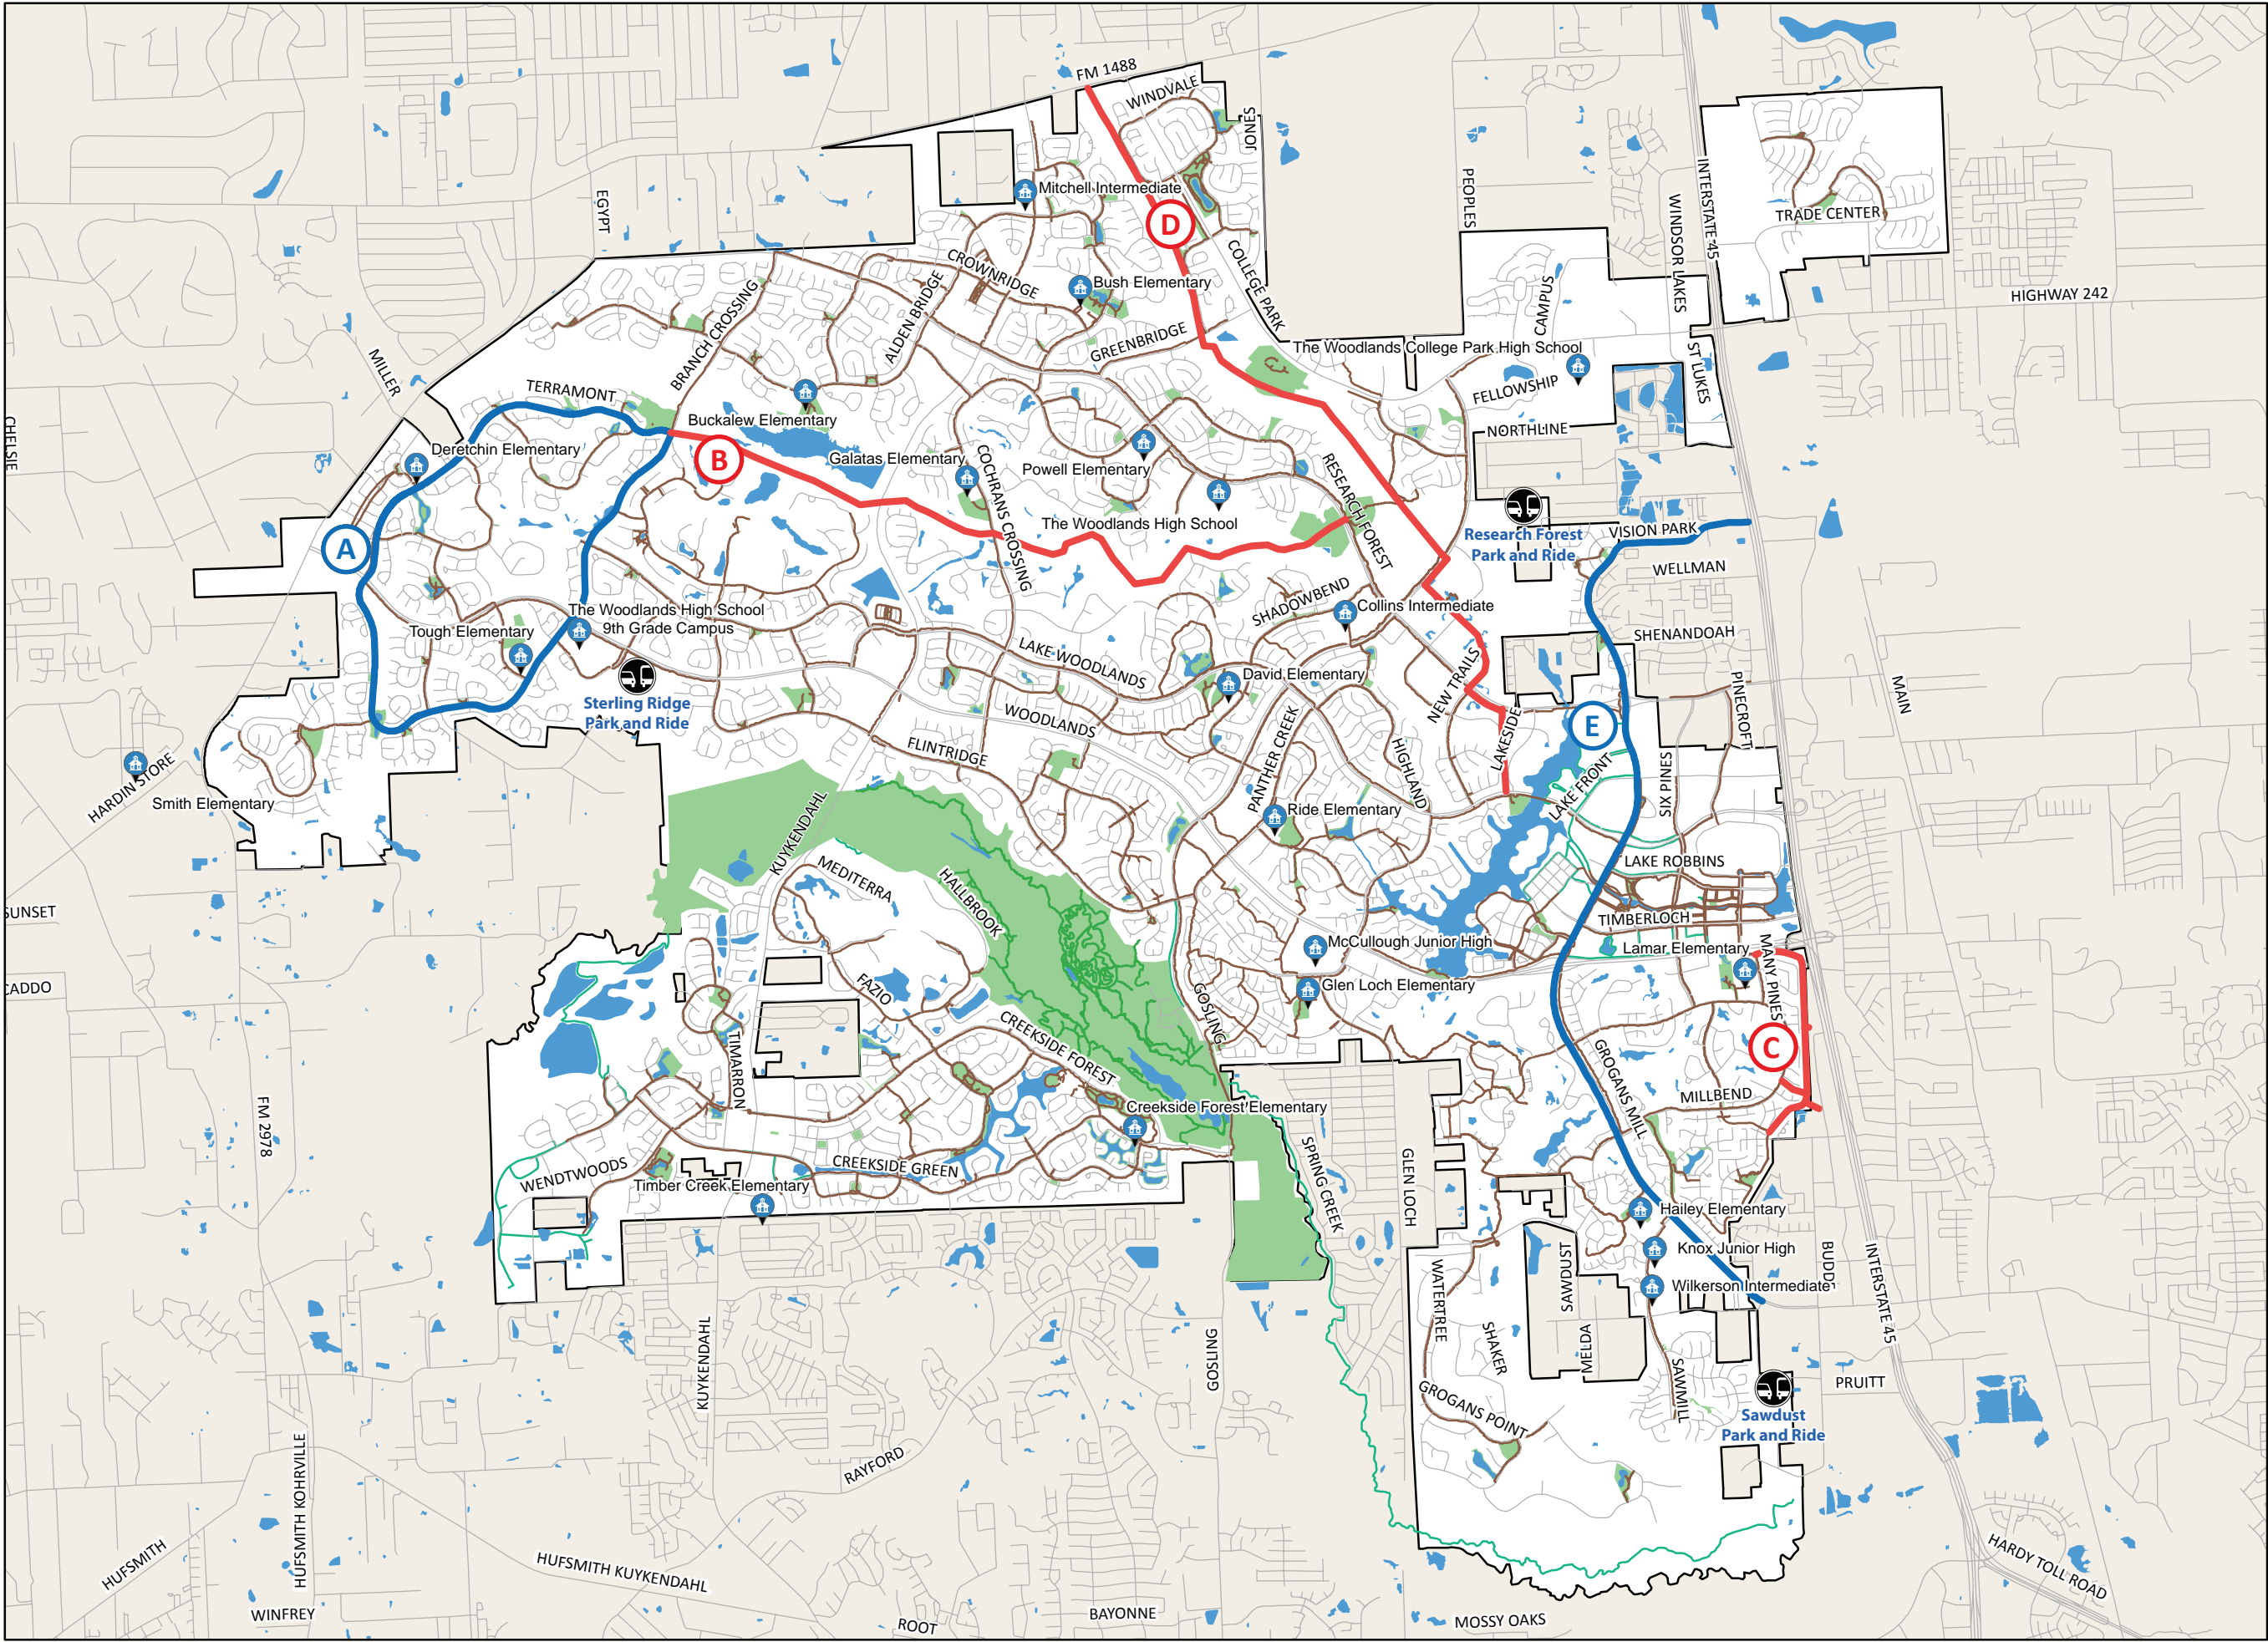 FM 1488
WINDVALE
JONES
EGYPT
Mitchell Intermediate
PEOPLES
INTERSTATE 45
WINDSOR LAKES
TRADE CENTER
D
COLLEGE PARK
CROWNRIDGE
Bush Elementary
CAMPUS
HIGHWAY 242
BRANCH CROSSING
ALDEN BRIDGE
GREENBRIDGE
The Woodlands College Park High School
ST LUKES
MILLER
TERRAMONT
FELLOWSHIP
CHELSIE
Buckalew Elementary
NORTHLINE
Deretchin Elementary
B
Galatas Elementary
COCHRANS CROSSING
Powell Elementary
RESEARCH FOREST
The Woodlands High School
A
Research Forest
Park and Ride
VISION PARK
WELLMAN
The Woodlands High School
9th Grade Campus
Tough Elementary
SHADOWBEND
Collins Intermediate
SHENANDOAH
LAKE WOODLANDS
David Elementary
NEW TRAILS
PINECROFT
MAIN
Sterling Ridge
Park and Ride
WOODLANDS
PANTHER CREEK
LAKESIDE
E
FLINTRIDGE
HIGHLAND
LAKE FRONT
SIX PINES
HARDIN STORE
Smith Elementary
KUYKENDAHL
Ride Elementary
MEDITERRA
HALLBROOK
LAKE ROBBINS
SUNSET
TIMBERLOCH
McCullough Junior High
Lamar Elementary
MANY PINES
CADDO
FAZIO
Glen Loch Elementary
GOSLING
CREEKSIDE FOREST
TIMARRON
C
GROGANS MILL
MILLBEND
FM 2978
Creekside Forest Elementary
SPRING CREEK
GLEN LOCH
WENDTWOODS
CREEKSIDE GREEN
Timber Creek Elementary
Hailey Elementary
Knox Junior High
SAWDUST
BUDD
INTERSTATE 45
WATERTREE
Wilkerson Intermediate
KUYKENDAHL
GOSLING
SHAKER
MELDA
SAWMILL
PRUITT
GROGANS POINT
Sawdust
Park and Ride
HUFSMITH KOHRVILLE
RAYFORD
HUFSMITH
HUFSMITH KUYKENDAHL
HARDY TOLL ROAD
WINFREY
ROOT
BAYONNE
MOSSY OAKS